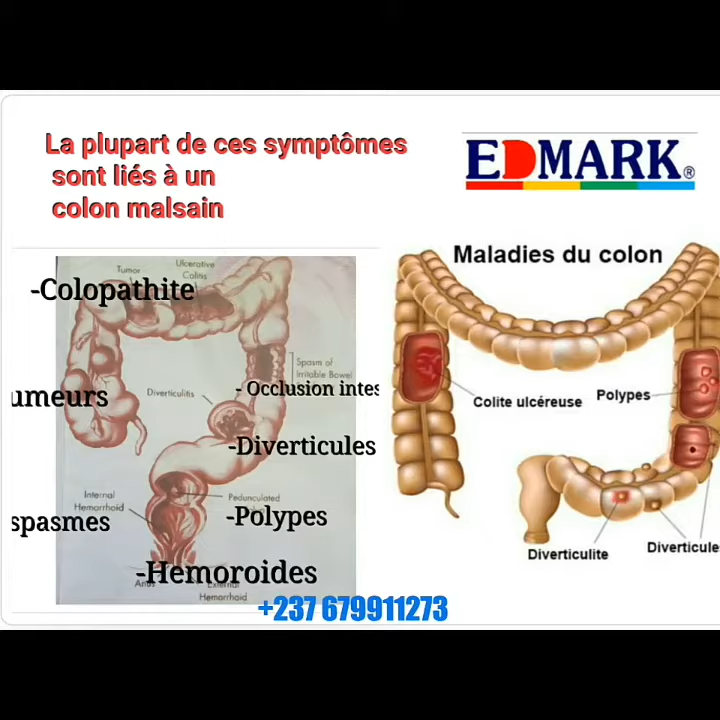 La plupart de ces symptômes
sont liés à un
colon malsain
EDMARK®
Tumor
Ulcerative
Colitis
-Colopathite
Spasm of
Irritable Bowel
umeurs
Diverticulitis
- Occlusion intes
-Diverticules
Internal
Hemorrhoid
Pedunculated
spasmes
-Polypes
-Hemoroides
External
Hemorrhoid
+237 679911273
Maladies du colon
Colite ulcéreuse
Polypes
Diverticulite
Diverticule